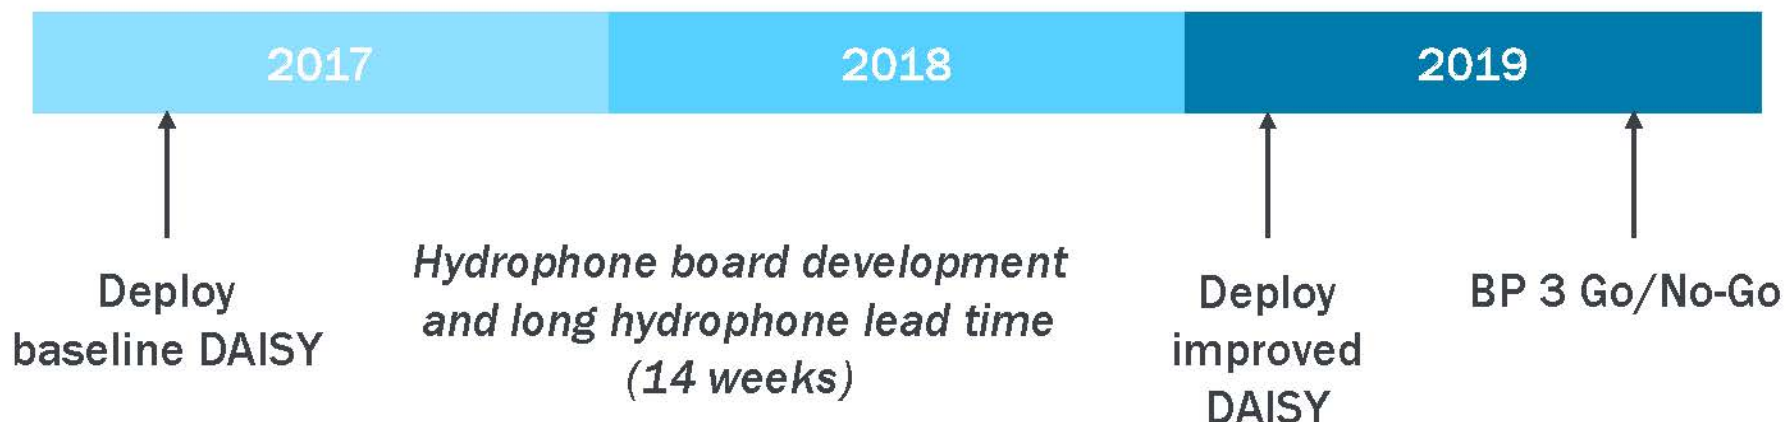 2017
2018
2019
Deploy
baseline DAISY
Hydrophone board development
and long hydrophone lead time
(14 weeks)
Deploy
improved
DAISY
BP 3 Go/No-Go